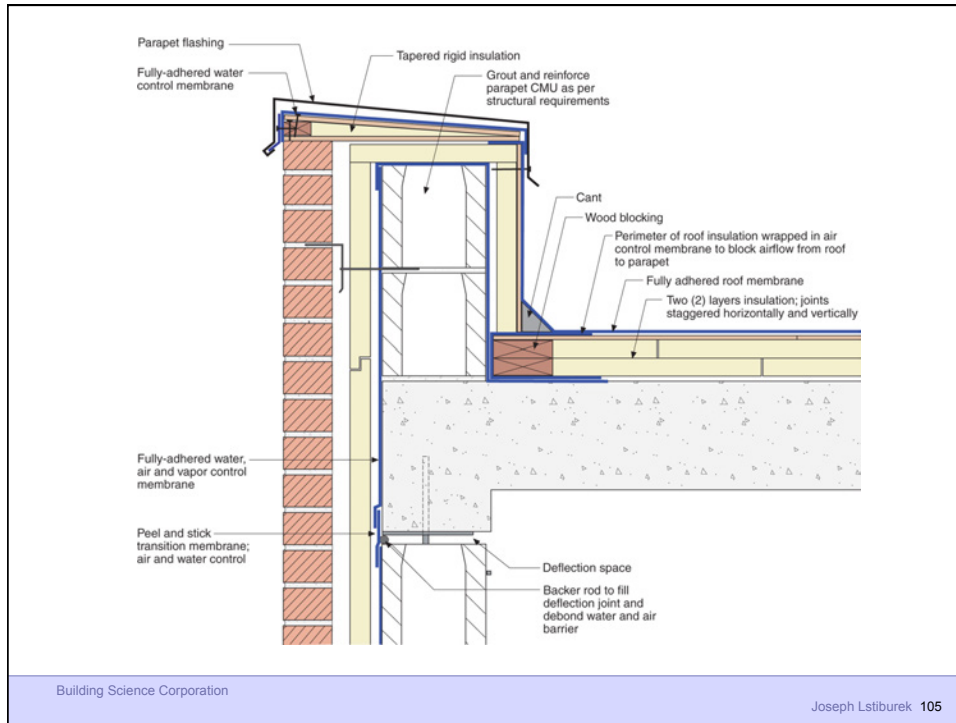 Parapet flashing
Fully-adhered water
control membrane
Tapered rigid insulation
Grout and reinforce
parapet CMU as per
structural requirements
Cant
Wood blocking
Perimeter of roof insulation wrapped in air
control membrane to block airflow from roof
to parapet
Fully adhered roof membrane
Two (2) layers insulation; joints
staggered horizontally and vertically
Fully-adhered water,
air and vapor control
membrane
Peel and stick
transition membrane;
air and water control
Deflection space
Backer rod to fill
deflection joint and
debond water and air
barrier
Building Science Corporation
Joseph Lstiburek 105